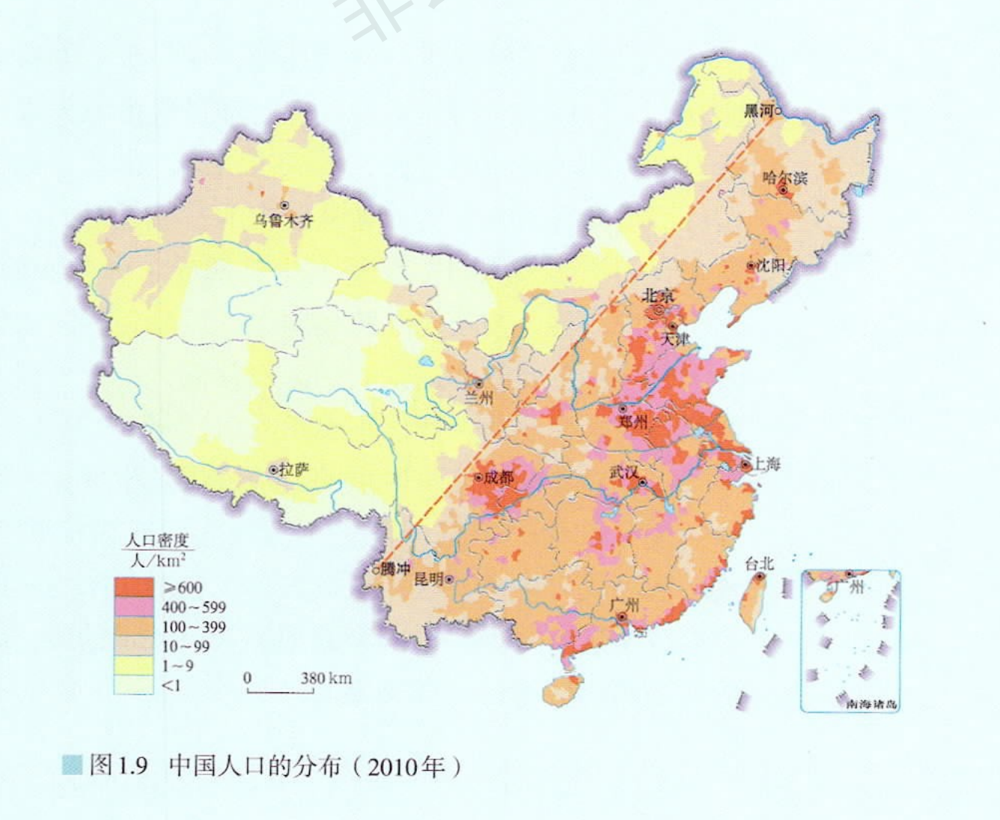 非
黑河
哈尔滨
乌鲁木齐
沈阳
北京
天津
兰州
郑州
上海
拉萨
成都
武汉
人口密度
人/km²
腾冲
昆明
台北
广州
广州
≥600
400～599
100～399
10～99
1～9
<1
0 380 km
南海诸岛
图1.9 中国人口的分布（2010年）